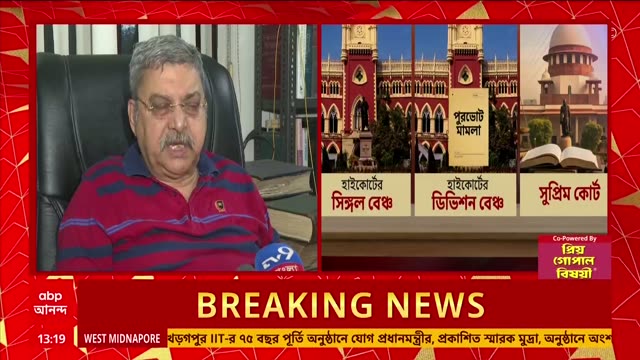 পুরভোট
মামলা
হাইকোর্টের
সিঙ্গল বেঞ্চ
হাইকোর্টের
ডিভিশন বেঞ্চ
সুপ্রিম কোর্ট
Co-Powered By
প্রিয়
গোপাল
বিষয়ী
abp
আনন্দ
BREAKING NEWS
13:19
WEST MIDNAPORE
খড়গপুর IIT-র ৭৫ বছর পূর্তি অনুষ্ঠানে যোগ প্রধানমন্ত্রীর, প্রকাশিত স্মারক মুদ্রা, অনুষ্ঠানে অংশ